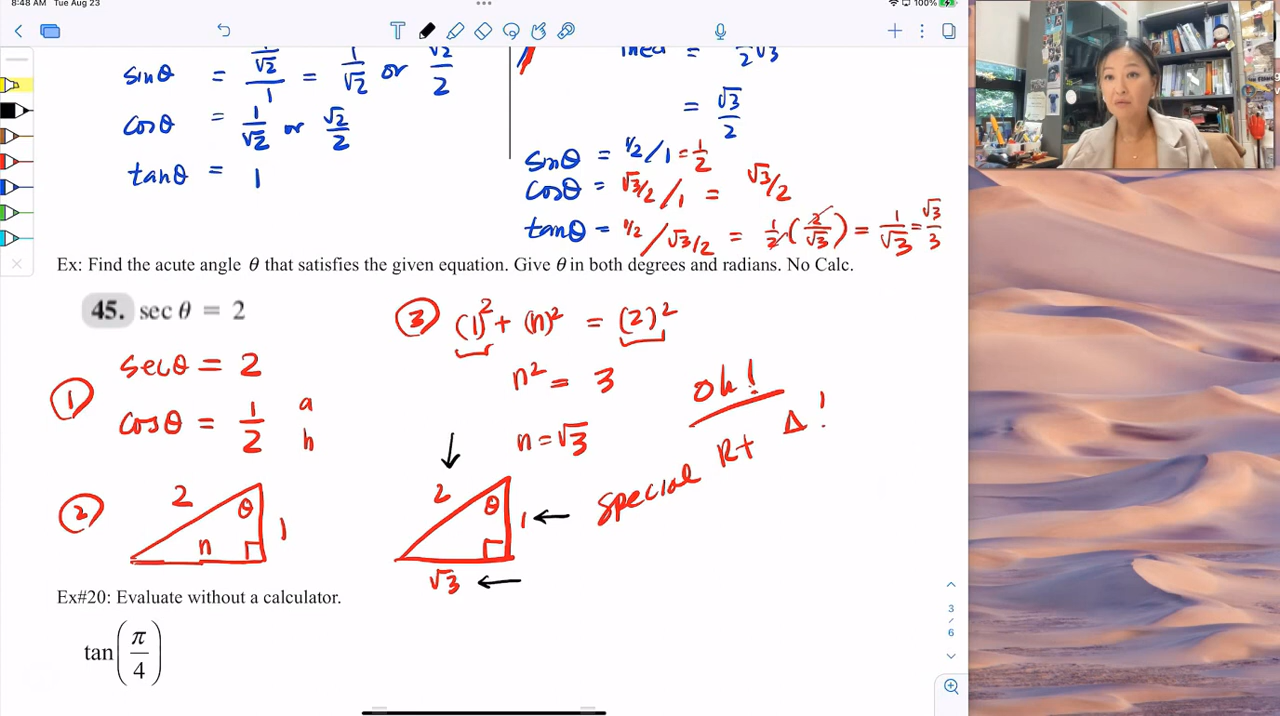 8:48 AM Tue Aug 23
100%
sinθ = 1/√2 / 1 = 1/√2 or √2/2
cosθ = 1/√2 or √2/2
tanθ = 1
= √3/2
sinθ = 1/2 / 1 = 1/2
cosθ = √3/2 / 1 = √3/2
tanθ = 1/2 / √3/2 = 1/2 (2/√3) = 1/√3 = √3/3
Ex: Find the acute angle θ that satisfies the given equation. Give θ in both degrees and radians. No Calc.
45. sec θ = 2
① secθ = 2
cosθ = 1/2 a h
② 2 θ 1 n
③ (1)² + (n)² = (2)²
n² = 3
n = √3
2 θ 1
√3
Oh!
Special Rt Δ!
Ex#20: Evaluate without a calculator.
tan(π/4)
3 / 6